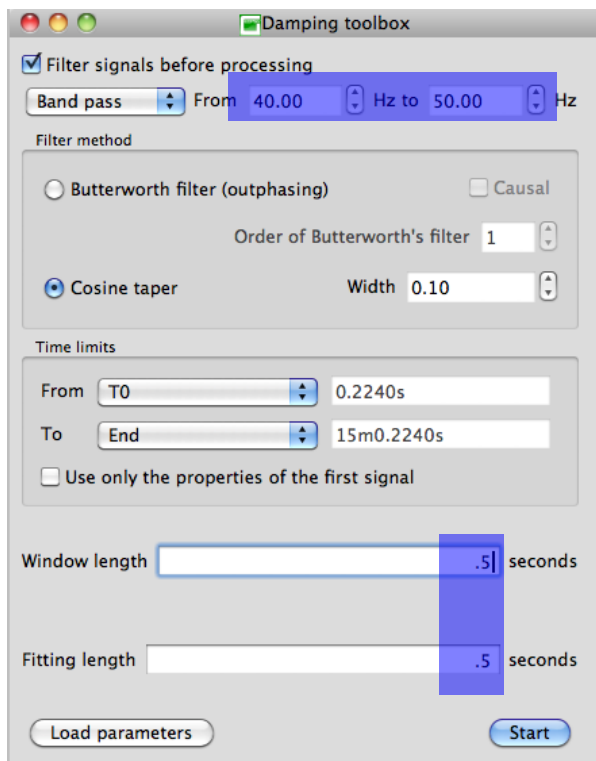 Damping toolbox
Filter signals before processing
Band pass From 40.00 Hz to 50.00 Hz
Filter method
Butterworth filter (outphasing) Causal
Order of Butterworth's filter 1
Cosine taper Width 0.10
Time limits
From T0 0.2240s
To End 15m0.2240s
Use only the properties of the first signal
Window length .5 seconds
Fitting length .5 seconds
Load parameters Start